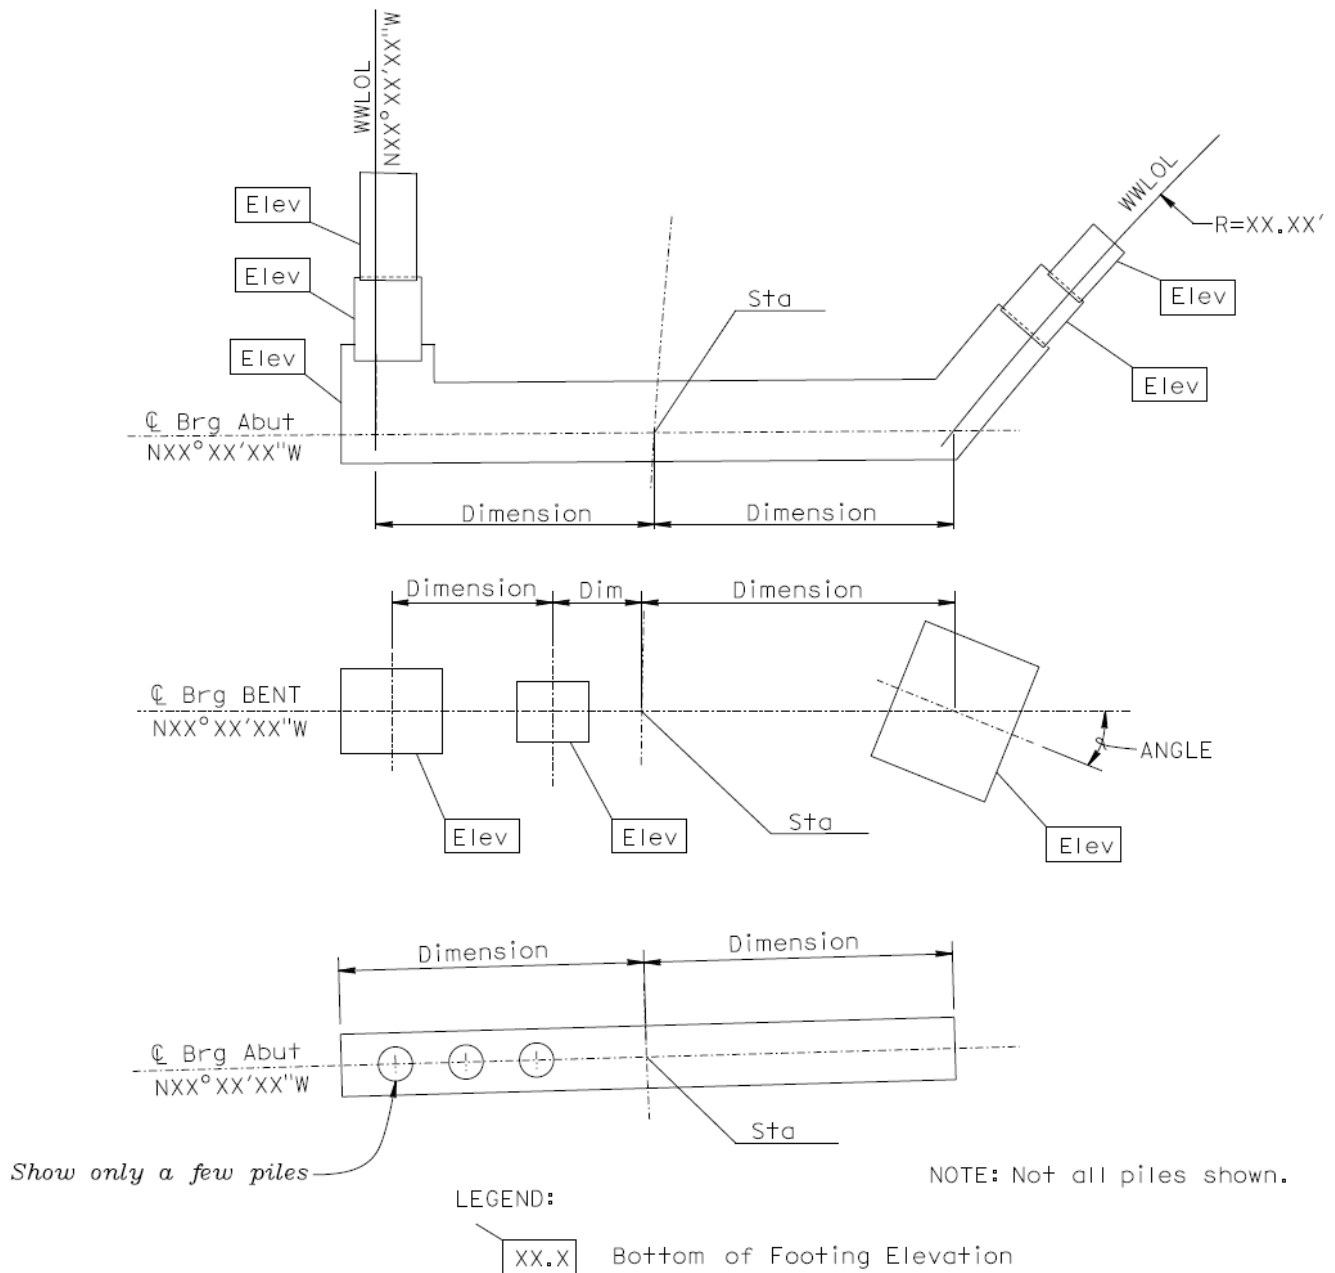 WWLOL
NXX°XX'XX"W
WWLOL
R=XX.XX'
Elev
Elev
Elev
Elev
Elev
Sta
℄ Brg Abut
NXX°XX'XX"W
Dimension
Dimension
Dimension
Dim
Dimension
℄ Brg BENT
NXX°XX'XX"W
ANGLE
Elev
Elev
Sta
Elev
Dimension
Dimension
℄ Brg Abut
NXX°XX'XX"W
Sta
Show only a few piles
NOTE: Not all piles shown.
LEGEND:
XX.X Bottom of Footing Elevation